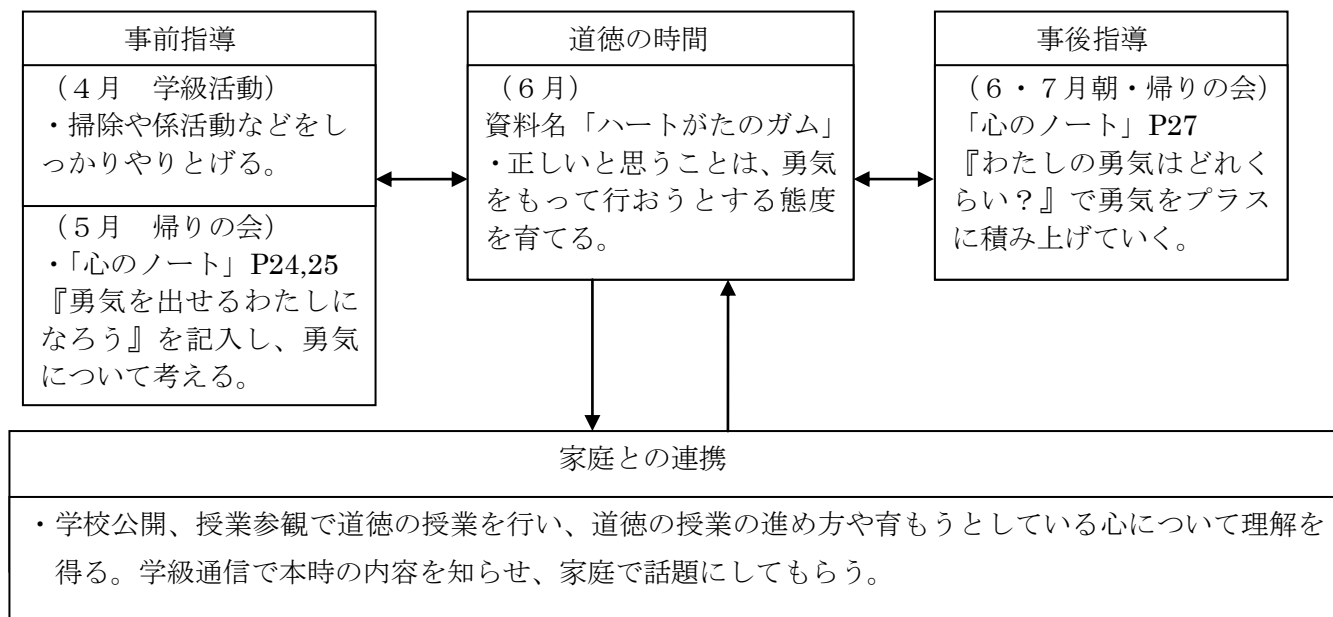 事前指導
（４月　学級活動）
・掃除や係活動などをし
っかりやりとげる。
（５月　帰りの会）
・「心のノート」P24,25
『勇気を出せるわたしに
なろう』を記入し、勇気
について考える。
道徳の時間
（６月）
資料名「ハートがたのガム」
・正しいと思うことは、勇気
をもって行おうとする態度
を育てる。
事後指導
（６・７月朝・帰りの会）
「心のノート」P27
『わたしの勇気はどれく
らい？』で勇気をプラス
に積み上げていく。
家庭との連携
・学校公開、授業参観で道徳の授業を行い、道徳の授業の進め方や育もうとしている心について理解を
得る。学級通信で本時の内容を知らせ、家庭で話題にしてもらう。